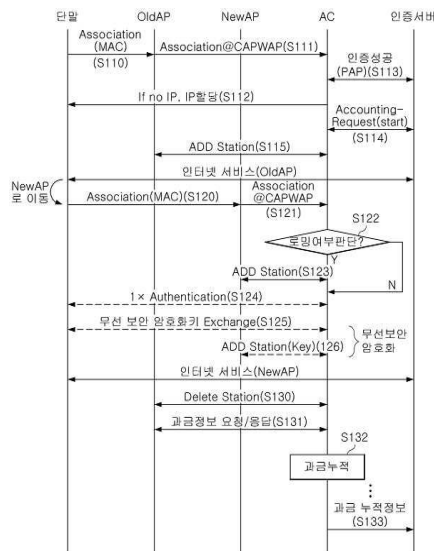 단말
OldAP
NewAP
AC
인증서버
Association
(MAC)
(S110)
Association@CAPWAP(S111)
인증성공
(PAP)(S113)
If no IP, IP할당(S112)
Accounting-
Request(start)
(S114)
ADD Station(S115)
인터넷 서비스(OldAP)
NewAP
로 이동
Association(MAC)(S120)
Association
@CAPWAP
(S121)
S122
로밍여부판단?
Y
N
ADD Station(S123)
1× Authentication(S124)
무선 보안 암호화키 Exchange(S125)
ADD Station(Key)(126)
무선보안
암호화
인터넷 서비스(NewAP)
Delete Station(S130)
과금정보 요청/응답(S131)
S132
과금누적
과금 누적정보
(S133)